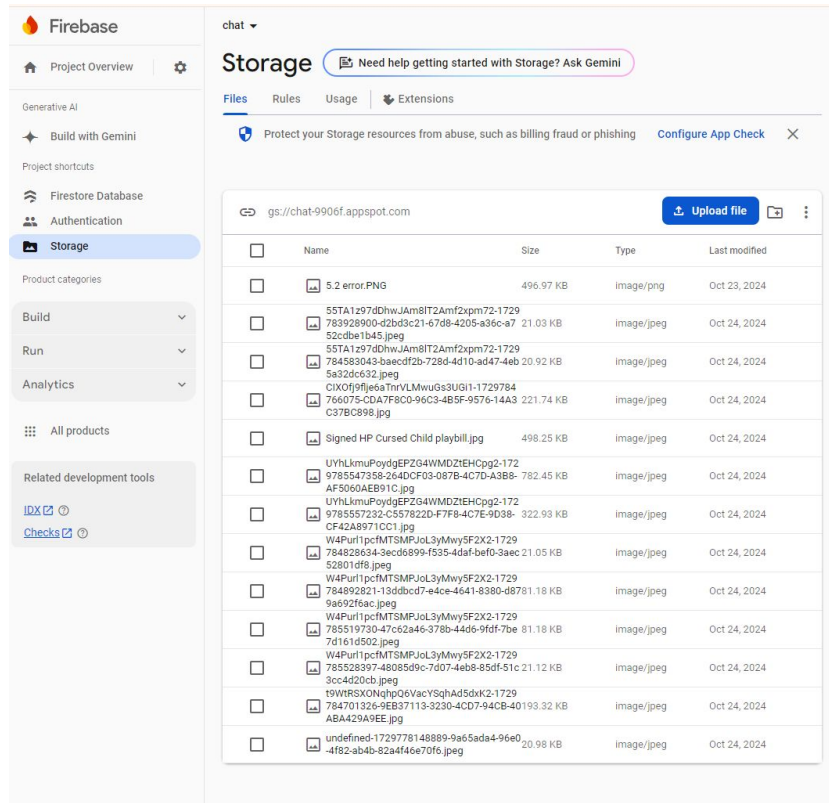 Firebase
chat
Project Overview
Storage
Need help getting started with Storage? Ask Gemini
Files Rules Usage Extensions
Generative AI
Build with Gemini
Protect your Storage resources from abuse, such as billing fraud or phishing Configure App Check
Project shortcuts
Firestore Database
Authentication
Storage
Product categories
Build
Run
Analytics
All products
Related development tools
IDX
Checks
gs://chat-9906f.appspot.com Upload file
Name Size Type Last modified
5.2 error.PNG 496.97 KB image/png Oct 23, 2024
55TA1z97dDhwJAm8lT2Amf2xpm72-1729
783928900-d2bd3c21-67d8-4205-a36c-a7 21.03 KB image/jpeg Oct 24, 2024
52cdbe1b45.jpeg
55TA1z97dDhwJAm8lT2Amf2xpm72-1729
784583043-baecdf2b-728d-4d10-ad47-4eb 20.92 KB image/jpeg Oct 24, 2024
5a32dc632.jpeg
CIXOfj9flje6aTnrVLMwuGs3UGi1-1729784
766075-CDA7F8C0-96C3-4B5F-9576-14A3 221.74 KB image/jpeg Oct 24, 2024
C37BC898.jpg
Signed HP Cursed Child playbill.jpg 498.25 KB image/jpeg Oct 24, 2024
UYhLkmuPoydgEPZG4WMDZtEHCpg2-172
9785547358-264DCF03-087B-4C7D-A3B8- 782.45 KB image/jpeg Oct 24, 2024
AF5060AEB91C.jpg
UYhLkmuPoydgEPZG4WMDZtEHCpg2-172
9785557232-C557822D-F7F8-4C7E-9D38- 322.93 KB image/jpeg Oct 24, 2024
CF42A8971CC1.jpg
W4Purl1pcfMTSMPJoL3yMwy5F2X2-1729
784828634-3ecd6899-f535-4daf-bef0-3aec 21.05 KB image/jpeg Oct 24, 2024
52801df8.jpeg
W4Purl1pcfMTSMPJoL3yMwy5F2X2-1729
784892821-13ddbcd7-e4ce-4641-8380-d87 81.18 KB image/jpeg Oct 24, 2024
9a692f6ac.jpeg
W4Purl1pcfMTSMPJoL3yMwy5F2X2-1729
785519730-47c62a46-378b-44d6-9fdf-7be 81.18 KB image/jpeg Oct 24, 2024
7d161d502.jpeg
W4Purl1pcfMTSMPJoL3yMwy5F2X2-1729
785528397-48085d9c-7d07-4eb8-85df-51c 21.12 KB image/jpeg Oct 24, 2024
3cc4d20cb.jpeg
t9WtRSXONqhpQ6VacYSqhAd5dxK2-1729
784701326-9EB37113-3230-4CD7-94CB-40 193.32 KB image/jpeg Oct 24, 2024
ABA429A9EE.jpg
undefined-1729778148889-9a65ada4-96e0 20.98 KB image/jpeg Oct 24, 2024
-4f82-ab4b-82a4f46e70f6.jpeg